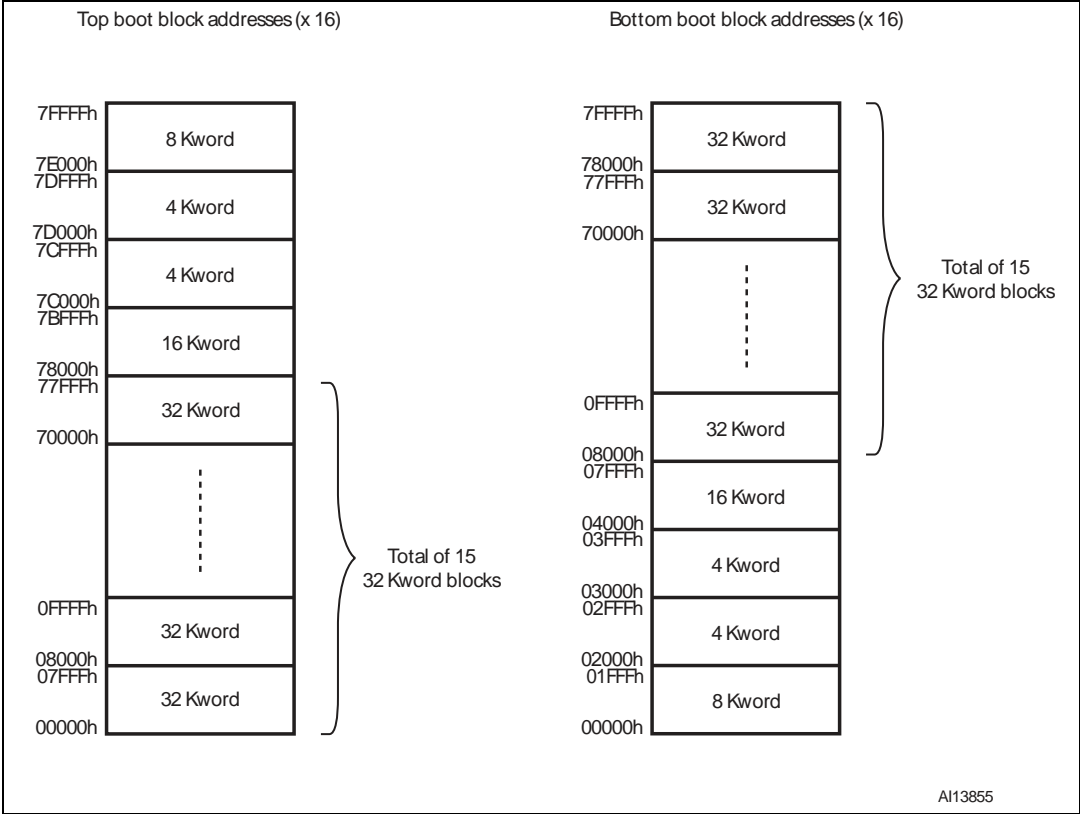 Top boot block addresses (x 16)
7FFFFh
8 Kword
7E000h
7DFFFh
4 Kword
7D000h
7CFFFh
4 Kword
7C000h
7BFFFh
16 Kword
78000h
77FFFh
32 Kword
70000h
Total of 15
32 Kword blocks
0FFFFh
32 Kword
08000h
07FFFh
32 Kword
00000h
Bottom boot block addresses (x 16)
7FFFFh
32 Kword
78000h
77FFFh
32 Kword
70000h
Total of 15
32 Kword blocks
0FFFFh
32 Kword
08000h
07FFFh
16 Kword
04000h
03FFFh
4 Kword
03000h
02FFFh
4 Kword
02000h
01FFFh
8 Kword
00000h
AI13855